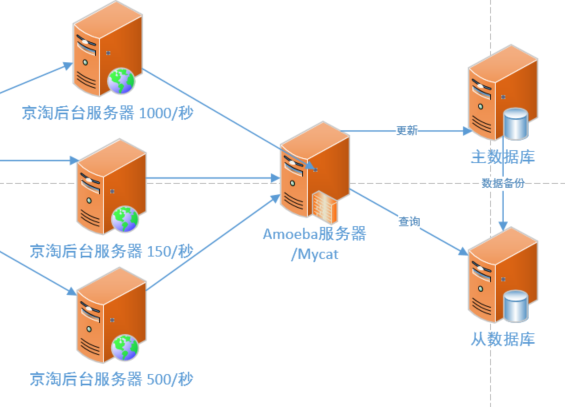 京淘后台服务器 1000/秒
更新
主数据库
数据备份
京淘后台服务器 150/秒
Amoeba服务器
/Mycat
查询
从数据库
京淘后台服务器 500/秒